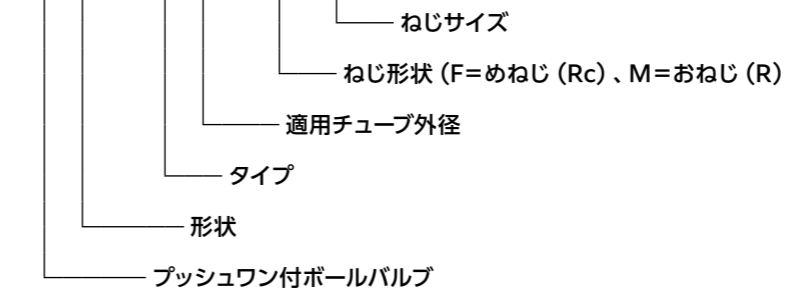 ねじサイズ
ねじ形状（F＝めねじ（Rc）、M＝おねじ（R）
適用チューブ外径
タイプ
形状
プッシュワン付ボールバルブ